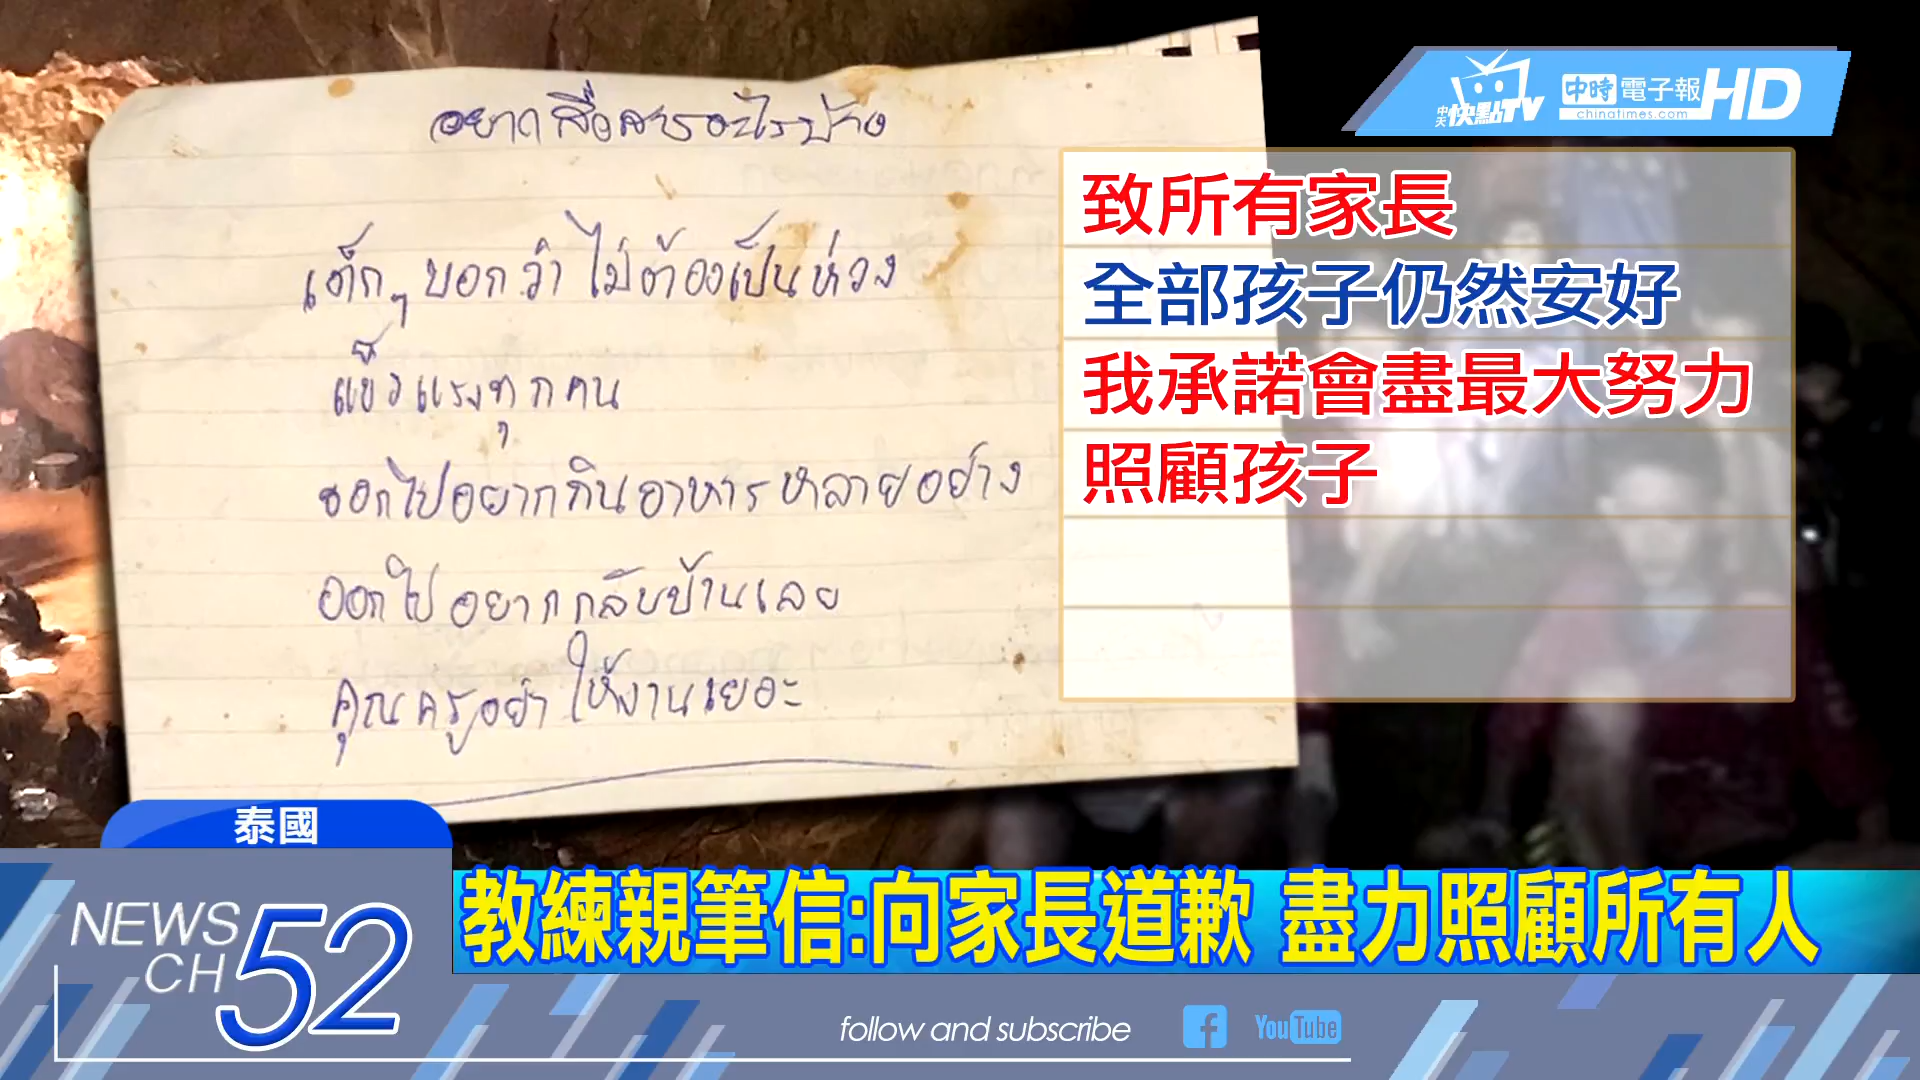 อยากสื่อสารอะไรบ้าง
เด็กๆ บอกว่า ไม่ต้องเป็นห่วง
แข็งแรงทุกคน
ออกไปอยากกินอาหารหลายอย่าง
ออกไปอยากกลับบ้านเลย
คุณครูอย่าให้งานเยอะ
中天快點TV 中時電子報HD
chinatimes.com
致所有家長
全部孩子仍然安好
我承諾會盡最大努力
照顧孩子
泰國
NEWS CH 52
教練親筆信:向家長道歉 盡力照顧所有人
follow and subscribe
YouTube